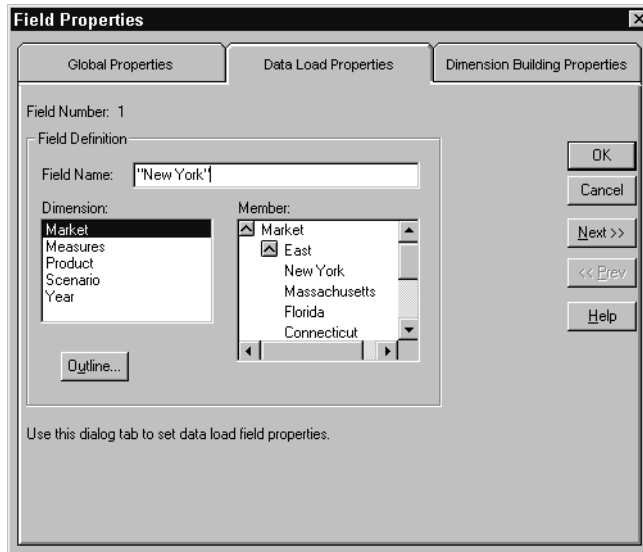 Field Properties
Global Properties
Data Load Properties
Dimension Building Properties
Field Number: 1
Field Definition
Field Name: "New York"
Dimension:
Market
Measures
Product
Scenario
Year
Member:
Market
East
New York
Massachusetts
Florida
Connecticut
Outline...
OK
Cancel
Next >>
<< Prev
Help
Use this dialog tab to set data load field properties.